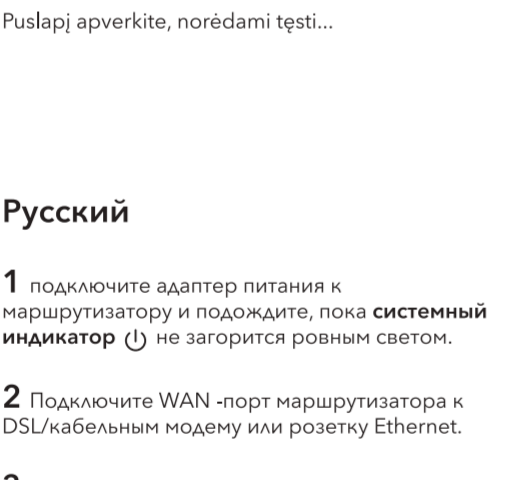 Puslapį apverkite, norėdami tęsti...
Русский
1 подключите адаптер питания к
маршрутизатору и подождите, пока системный
индикатор не загорится ровным светом.
2 Подключите WAN -порт маршрутизатора к
DSL/кабельным модему или розетку Ethernet.